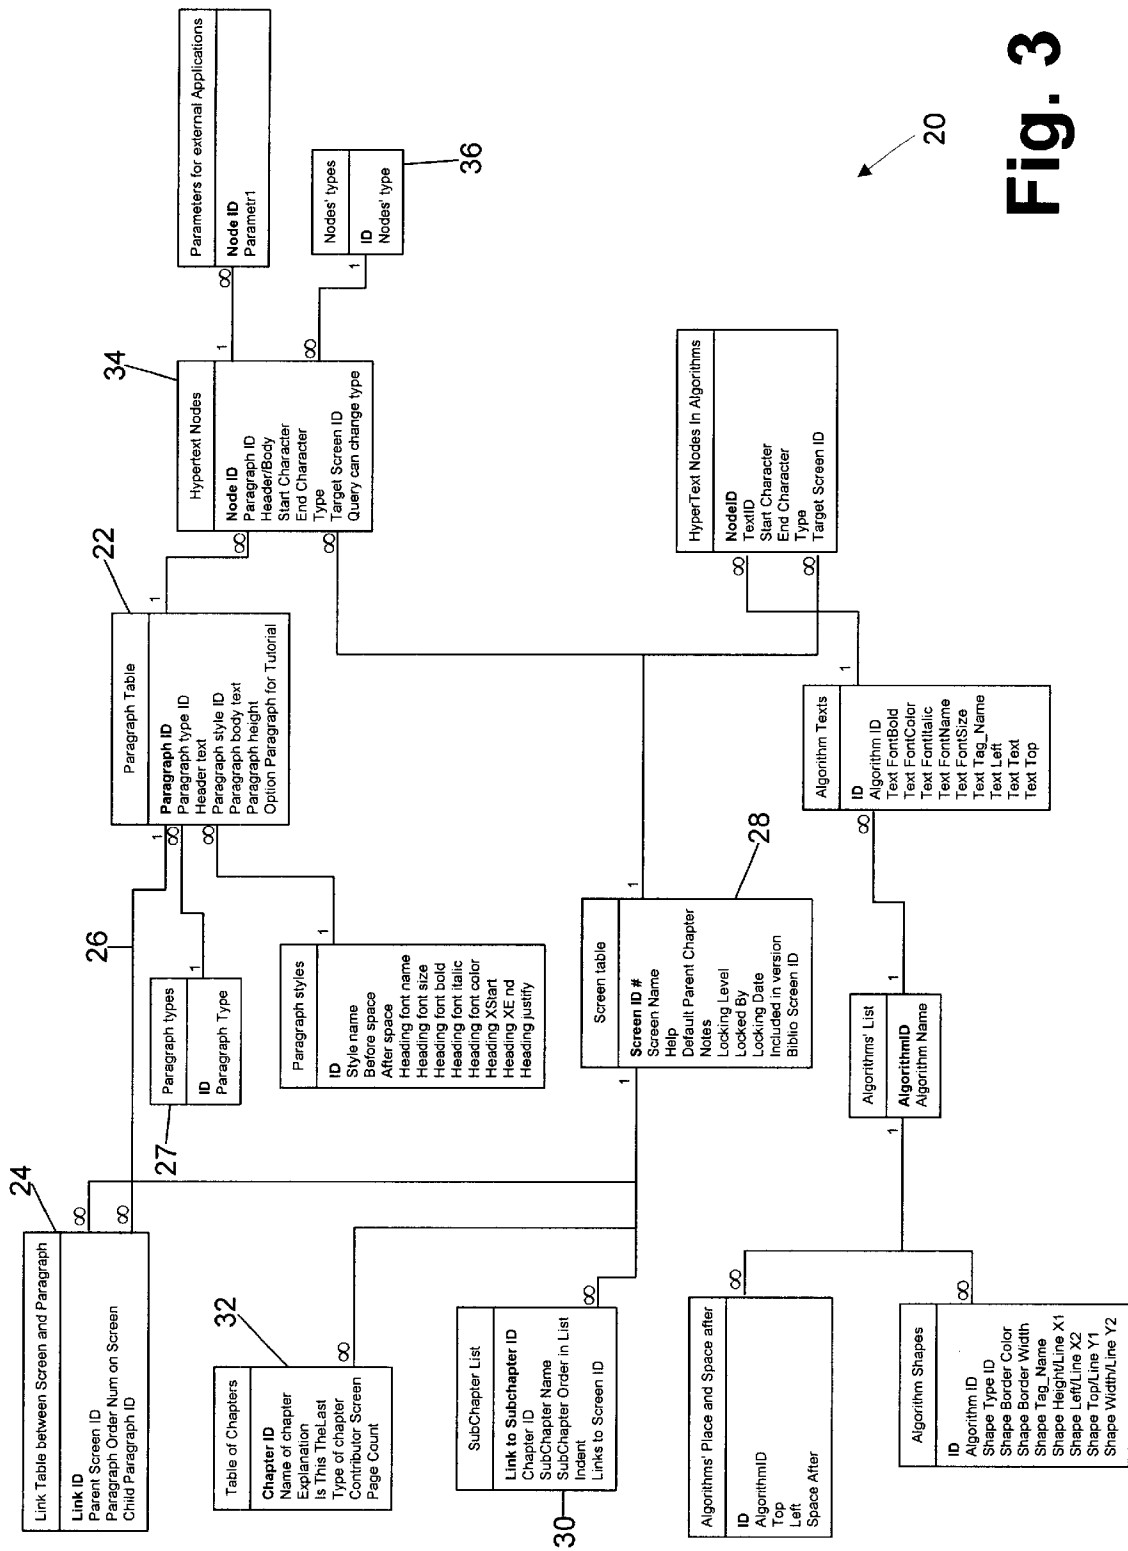 Link Table between Screen and Paragraph
Link ID
Parent Screen ID
Paragraph Order Num on Screen
Child Paragraph ID
24
∞
∞
26
Paragraph types
ID
Paragraph Type
27
1
Paragraph Table
Paragraph ID
Paragraph type ID
Header text
Paragraph style ID
Paragraph body text
Paragraph height
Option Paragraph for Tutorial
22
1
∞
∞
1
Hypertext Nodes
Node ID
Paragraph ID
Header/Body
Start Character
End Character
Type
Target Screen ID
Query can change type
34
∞
∞
1
∞
Parameters for external Applications
Node ID
Parametr1
∞
Nodes' types
ID
Nodes' type
36
1
Table of Chapters
Chapter ID
Name of chapter
Explanation
Is This TheLast
Type of chapter
Contributor Screen
Page Count
32
∞
Paragraph styles
ID
Style name
Before space
After space
Heading font name
Heading font size
Heading font bold
Heading font italic
Heading font color
Heading XStart
Heading XE nd
Heading justify
1
SubChapter List
Link to Subchapter ID
Chapter ID
SubChapter Name
SubChapter Order in List
Indent
Links to Screen ID
30
∞
Screen table
Screen ID #
Screen Name
Help
Default Parent Chapter
Notes
Locking Level
Locked By
Locking Date
Included in version
Biblio Screen ID
28
1
1
HyperText Nodes In Algorithms
NodeID
TextID
Start Character
End Character
Type
Target Screen ID
∞
∞
Algorithms' Place and Space after
ID
AlgorithmID
Top
Left
Space After
∞
Algorithm Shapes
ID
Algorithm ID
Shape Type ID
Shape Border Color
Shape Border Width
Shape Tag_Name
Shape Height/Line X1
Shape Left/Line X2
Shape Top/Line Y1
Shape Width/Line Y2
∞
Algorithms' List
AlgorithmID
Algorithm Name
1
1
Algorithm Texts
ID
Algorithm ID
Text FontBold
Text FontColor
Text FontItalic
Text FontName
Text FontSize
Text Tag_Name
Text Left
Text Text
Text Top
∞
1
20
Fig. 3